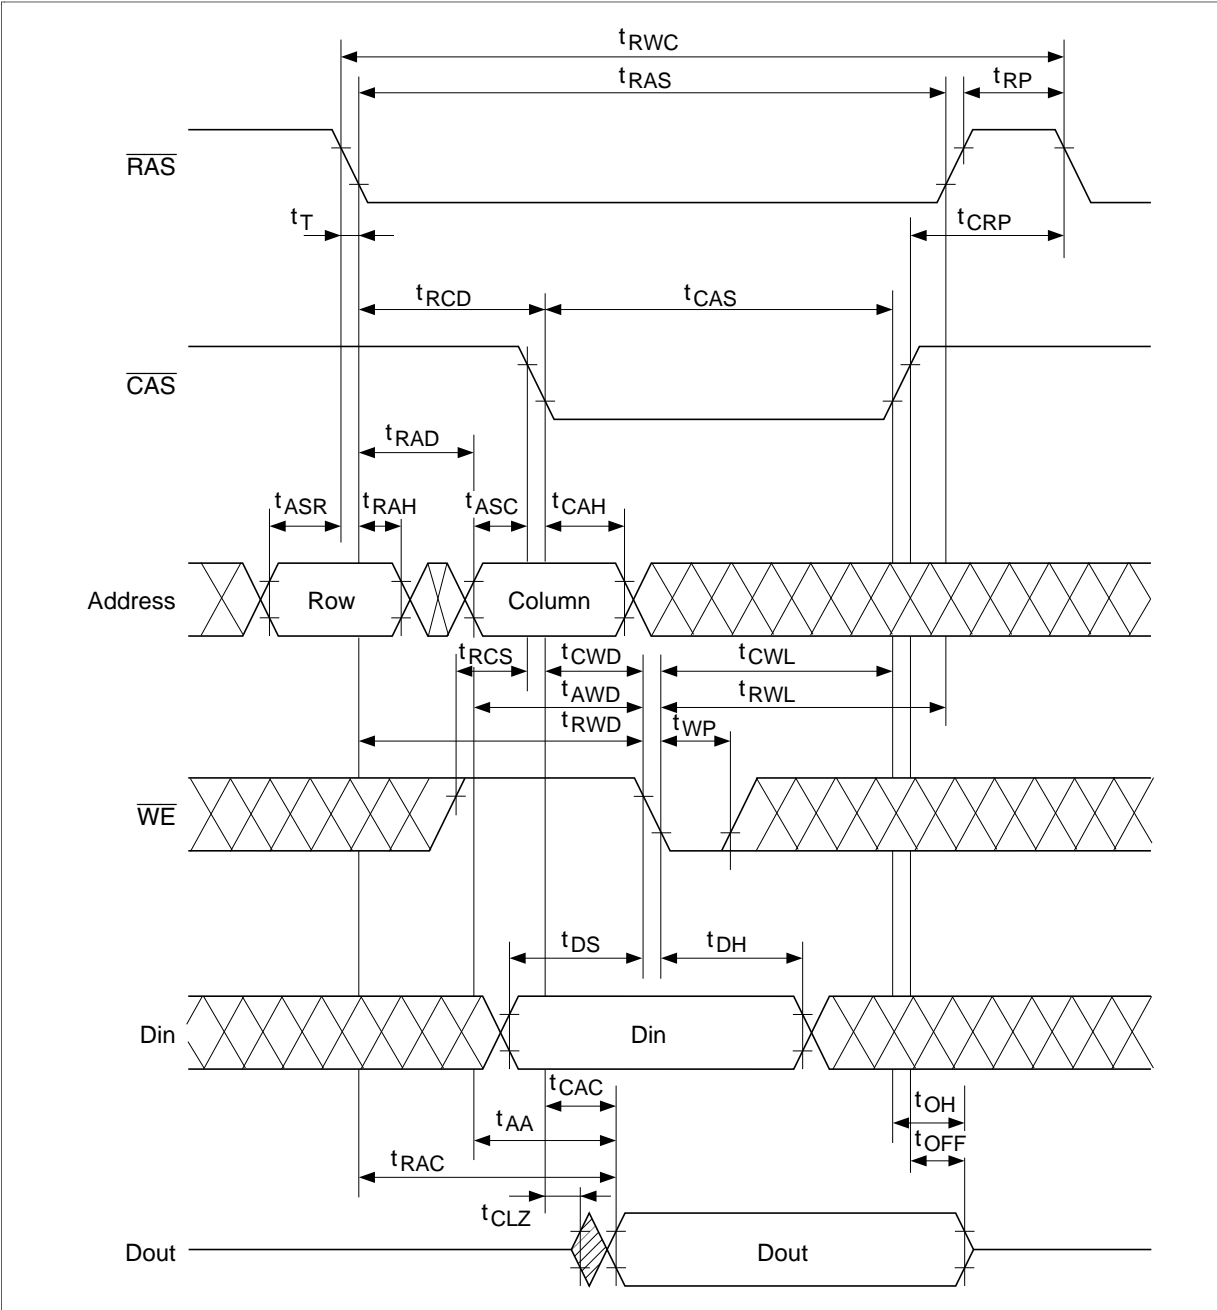 tRWC
tRAS
tRP
RAS
tT
tCRP
tRCD
tCAS
CAS
tRAD
tASR
tRAH
tASC
tCAH
Address
Row
Column
tRCS
tCWD
tCWL
tAWD
tRWL
tRWD
tWP
WE
tDS
tDH
Din
Din
tCAC
tOH
tAA
tOFF
tRAC
tCLZ
Dout
Dout